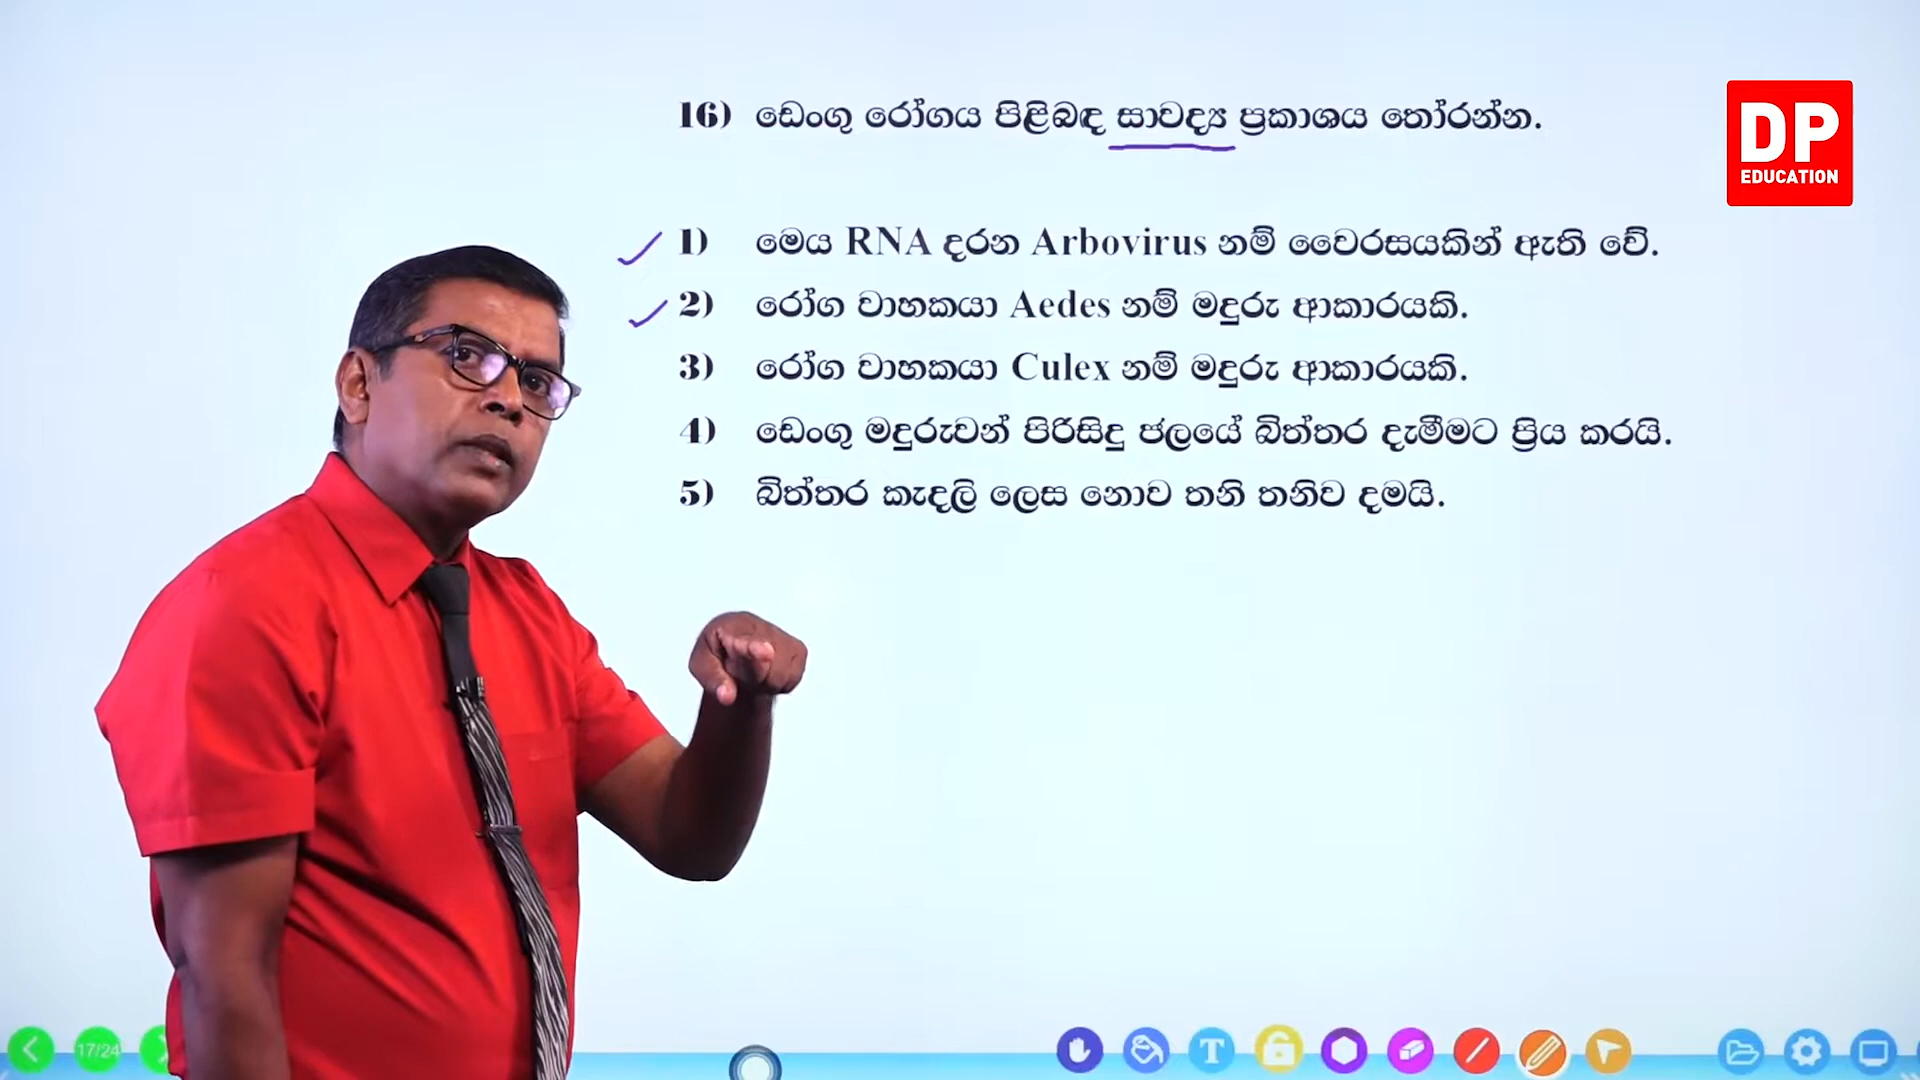 16) ඩෙංගු රෝගය පිළිබඳ සාවද්‍ය ප්‍රකාශය තෝරන්න.
DP
EDUCATION
1) මෙය RNA දරන Arbovirus නම් වෛරසයකින් ඇති වේ.
2) රෝග වාහකයා Aedes නම් මදුරු ආකාරයකි.
3) රෝග වාහකයා Culex නම් මදුරු ආකාරයකි.
4) ඩෙංගු මදුරුවන් පිරිසිදු ජලයේ බිත්තර දැමීමට ප්‍රිය කරයි.
5) බිත්තර කැදලි ලෙස නොව තනි තනිව දමයි.
17/24
T